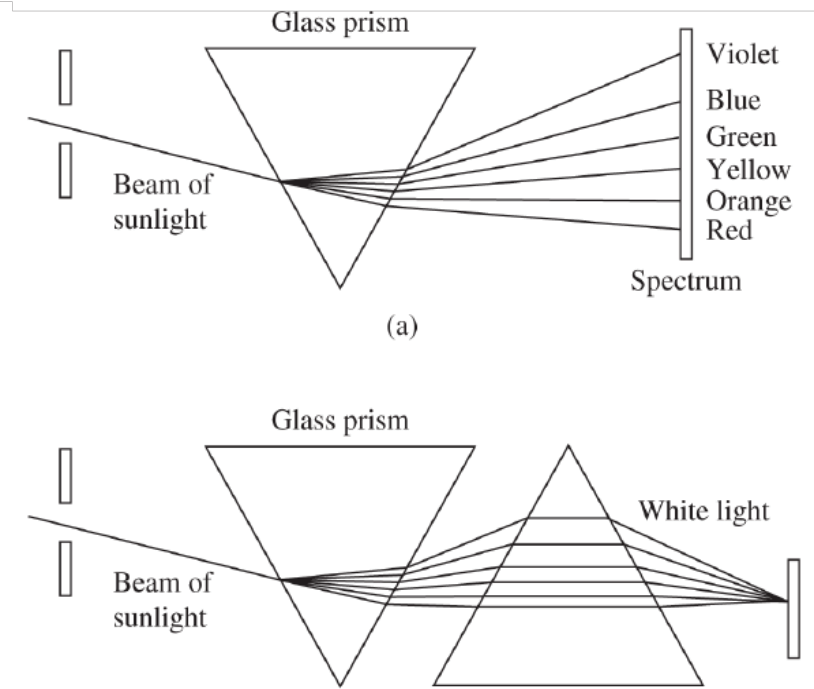 Glass prism
Violet
Blue
Green
Yellow
Orange
Red
Beam of
sunlight
Spectrum
(a)
Glass prism
White light
Beam of
sunlight